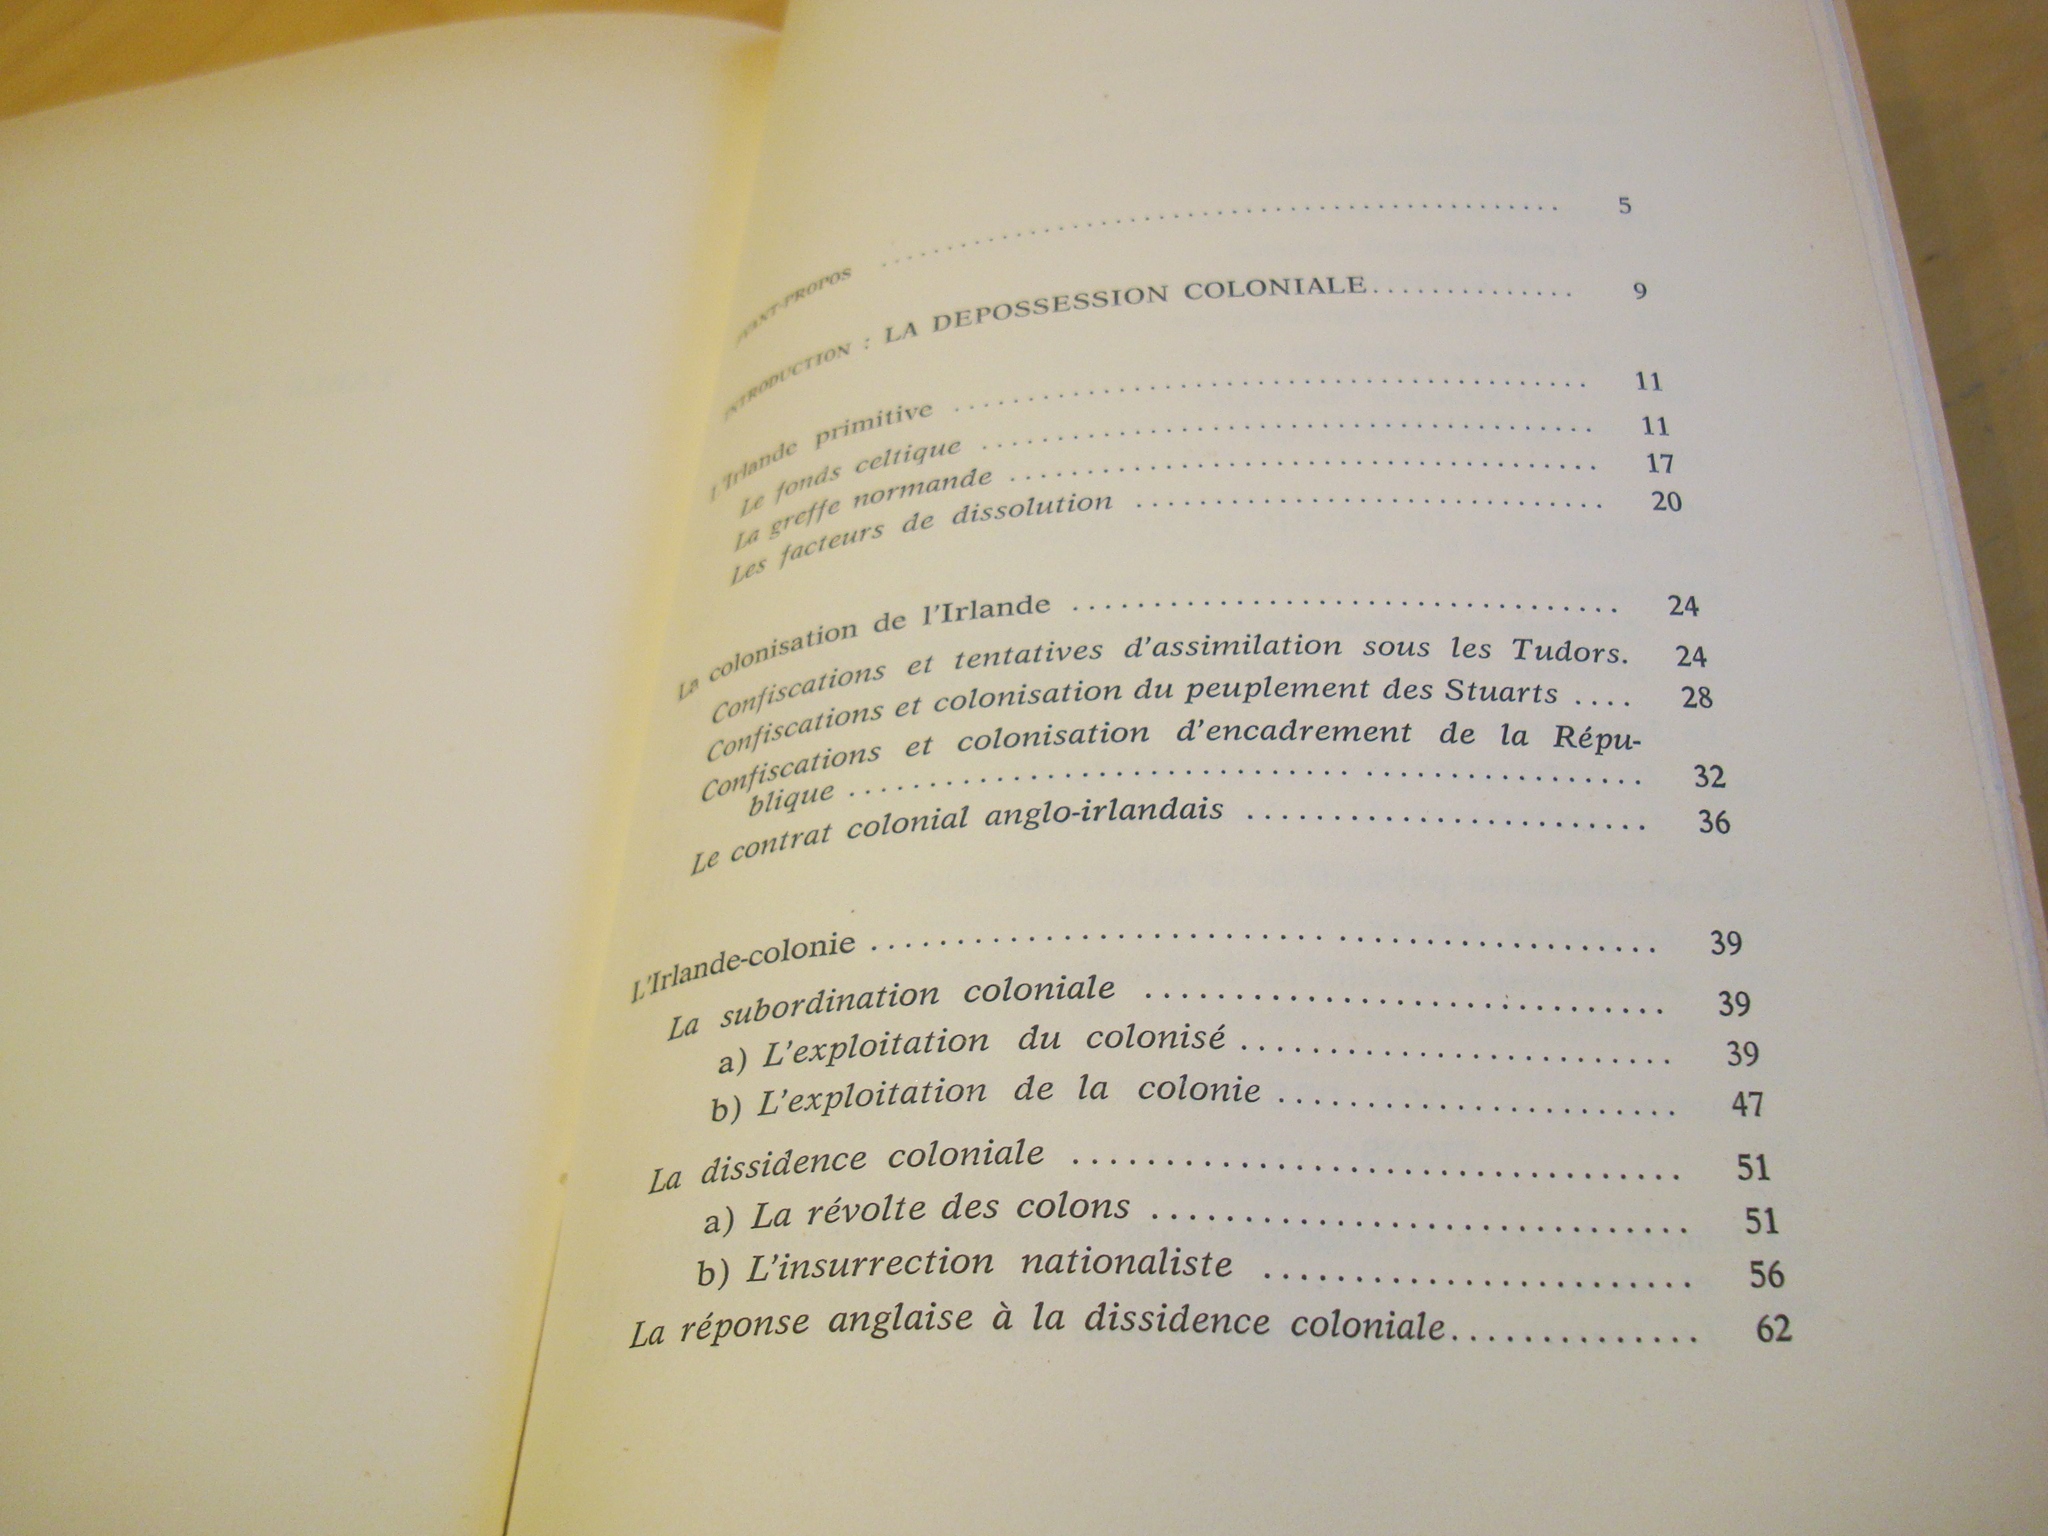 AVANT-PROPOS ........................................ 5
INTRODUCTION : LA DEPOSSESSION COLONIALE.............. 9
L'Irlande primitive ........................................ 11
Le fonds celtique ........................................ 11
La greffe normande ........................................ 17
Les facteurs de dissolution ................................ 20
La colonisation de l'Irlande ................................ 24
Confiscations et tentatives d'assimilation sous les Tudors. 24
Confiscations et colonisation du peuplement des Stuarts .... 28
Confiscations et colonisation d'encadrement de la Répu-
blique ........................................ 32
Le contrat colonial anglo-irlandais ........................ 36
L'Irlande-colonie ........................................ 39
La subordination coloniale ................................ 39
a) L'exploitation du colonisé ........................ 39
b) L'exploitation de la colonie ........................ 47
La dissidence coloniale ................................ 51
a) La révolte des colons ................................ 51
b) L'insurrection nationaliste ........................ 56
La réponse anglaise à la dissidence coloniale.............. 62